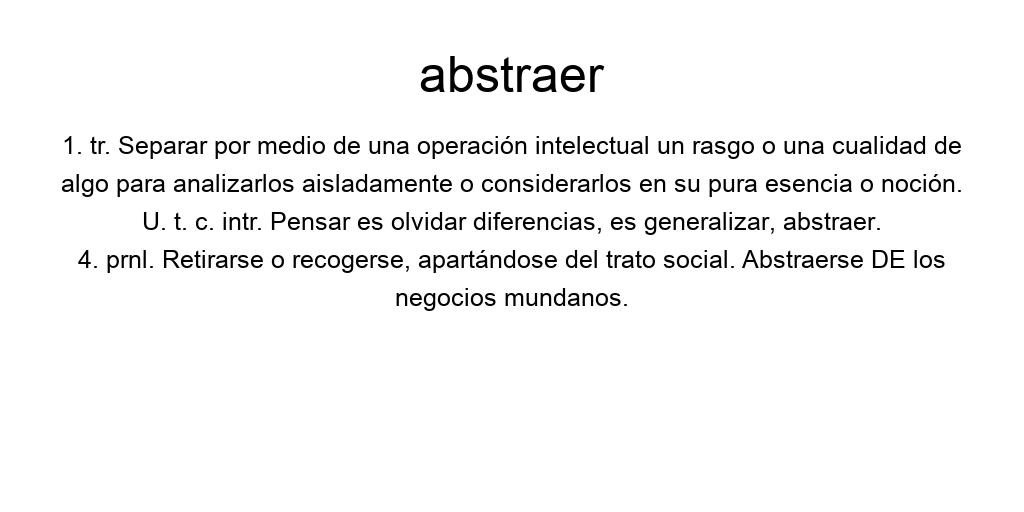 abstraer
1. tr. Separar por medio de una operación intelectual un rasgo o una cualidad de
algo para analizarlos aisladamente o considerarlos en su pura esencia o noción.
U. t. c. intr. Pensar es olvidar diferencias, es generalizar, abstraer.
4. prnl. Retirarse o recogerse, apartándose del trato social. Abstraerse DE los
negocios mundanos.